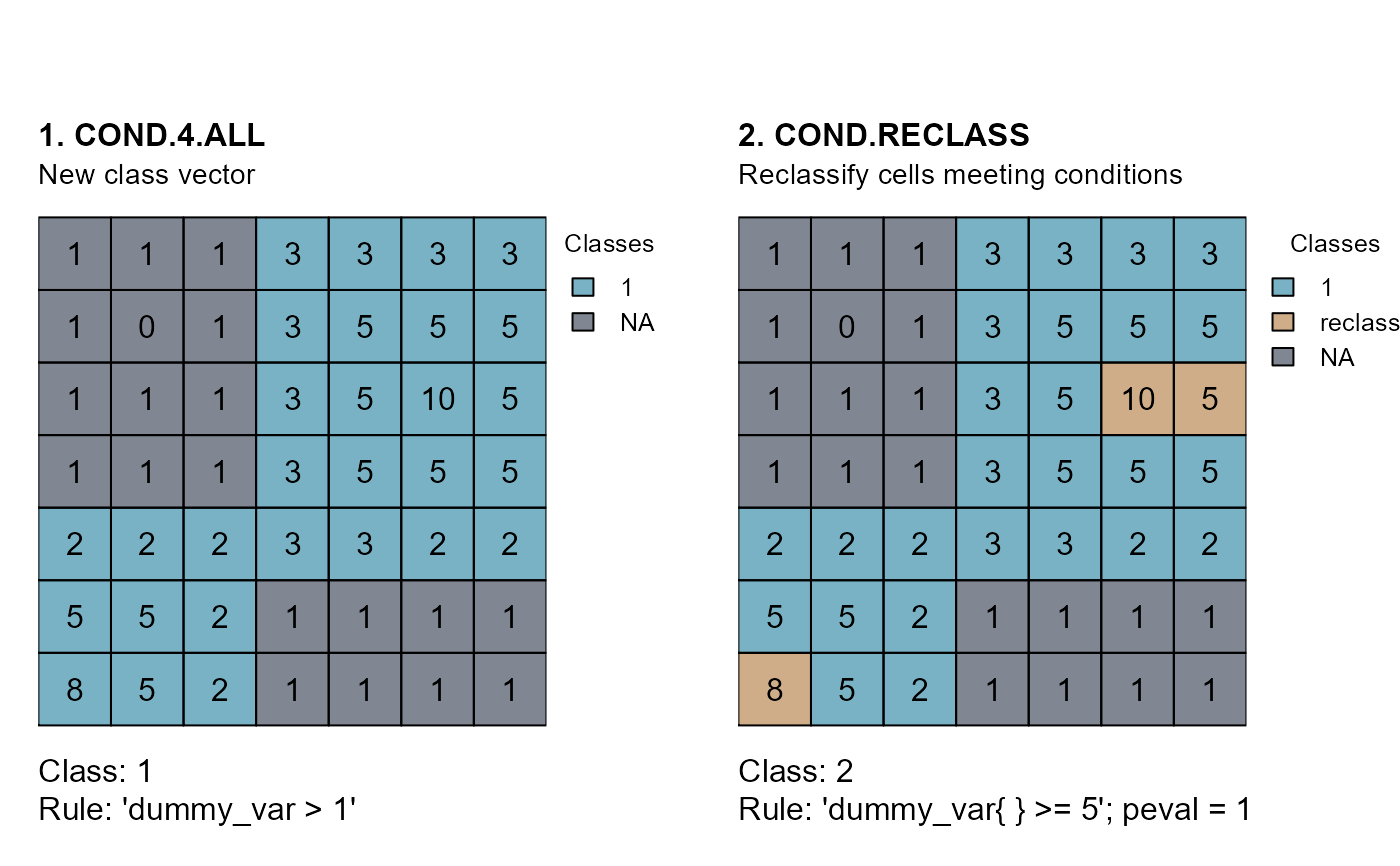 1. COND.4.ALL
New class vector
1 1 1 3 3 3 3
1 0 1 3 5 5 5
1 1 1 3 5 10 5
1 1 1 3 5 5 5
2 2 2 3 3 2 2
5 5 2 1 1 1 1
8 5 2 1 1 1 1
Classes
1
NA
Class: 1
Rule: 'dummy_var > 1'
2. COND.RECLASS
Reclassify cells meeting conditions
1 1 1 3 3 3 3
1 0 1 3 5 5 5
1 1 1 3 5 10 5
1 1 1 3 5 5 5
2 2 2 3 3 2 2
5 5 2 1 1 1 1
8 5 2 1 1 1 1
Classes
1
reclass
NA
Class: 2
Rule: 'dummy_var{ } >= 5'; peval = 1